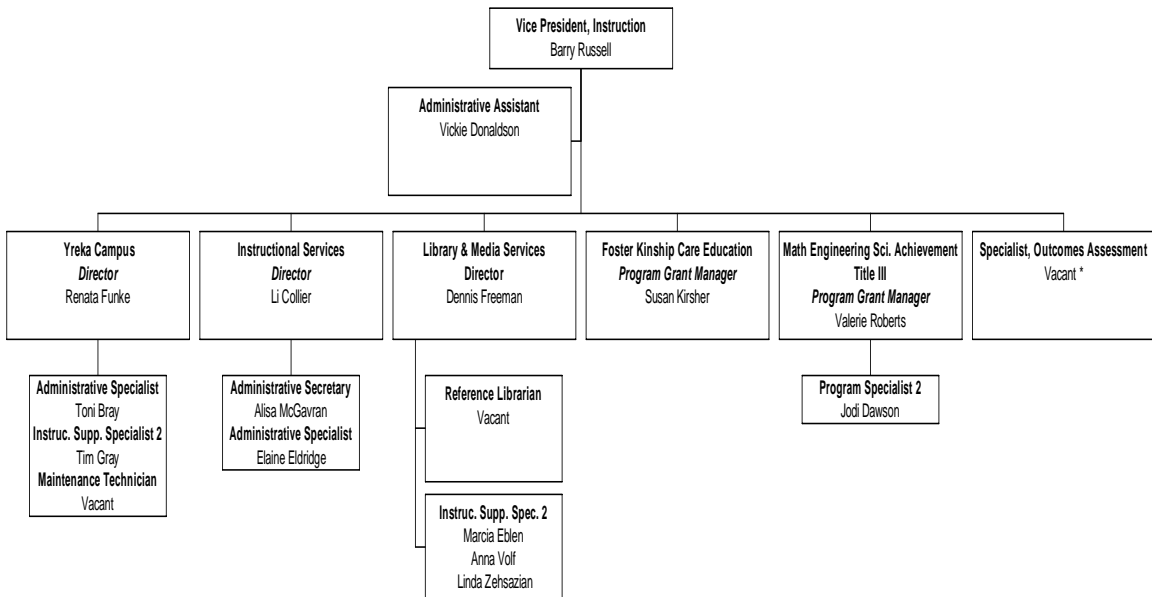 Vice President, Instruction
Barry Russell
Administrative Assistant
Vickie Donaldson
Yreka Campus
Director
Renata Funke
Instructional Services
Director
Li Collier
Library & Media Services
Director
Dennis Freeman
Foster Kinship Care Education
Program Grant Manager
Susan Kirsher
Math Engineering Sci. Achievement
Title III
Program Grant Manager
Valerie Roberts
Specialist, Outcomes Assessment
Vacant *
Administrative Specialist
Toni Bray
Instruc. Supp. Specialist 2
Tim Gray
Maintenance Technician
Vacant
Administrative Secretary
Alisa McGavran
Administrative Specialist
Elaine Eldridge
Reference Librarian
Vacant
Instruc. Supp. Spec. 2
Marcia Eblen
Anna Volf
Linda Zehsazian
Program Specialist 2
Jodi Dawson